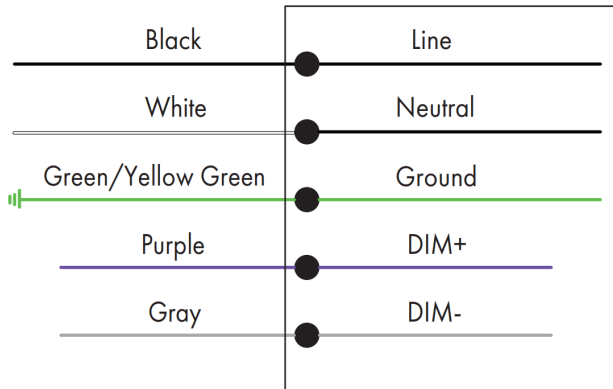 Black Line
White Neutral
Green/Yellow Green Ground
Purple DIM+
Gray DIM-